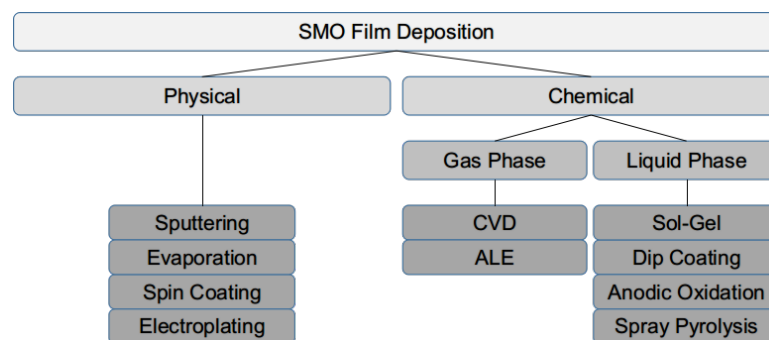 SMO Film Deposition
Physical
Chemical
Gas Phase
Liquid Phase
Sputtering
Evaporation
Spin Coating
Electroplating
CVD
ALE
Sol-Gel
Dip Coating
Anodic Oxidation
Spray Pyrolysis